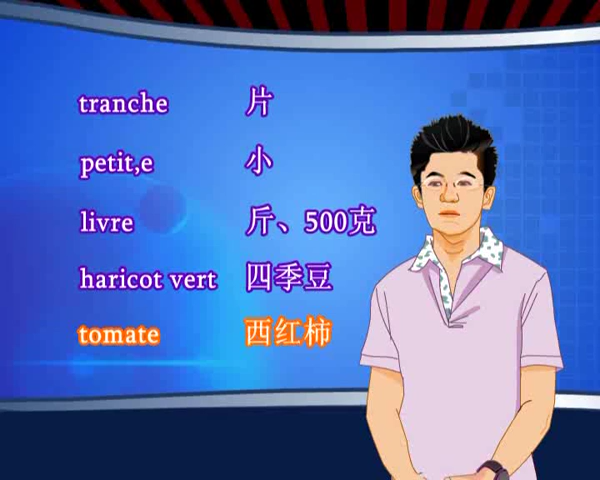 tranche 片
petit,e 小
livre 斤、500克
haricot vert 四季豆
tomate 西红柿